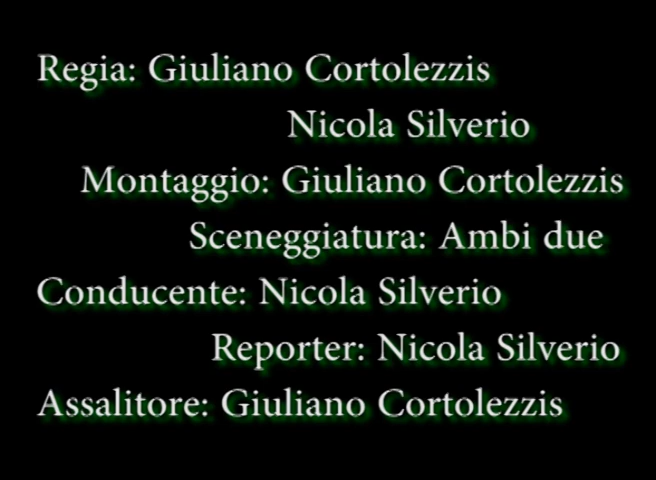 Regia: Giuliano Cortolezzis
Nicola Silverio
Montaggio: Giuliano Cortolezzis
Sceneggiatura: Ambi due
Conducente: Nicola Silverio
Reporter: Nicola Silverio
Assalitore: Giuliano Cortolezzis